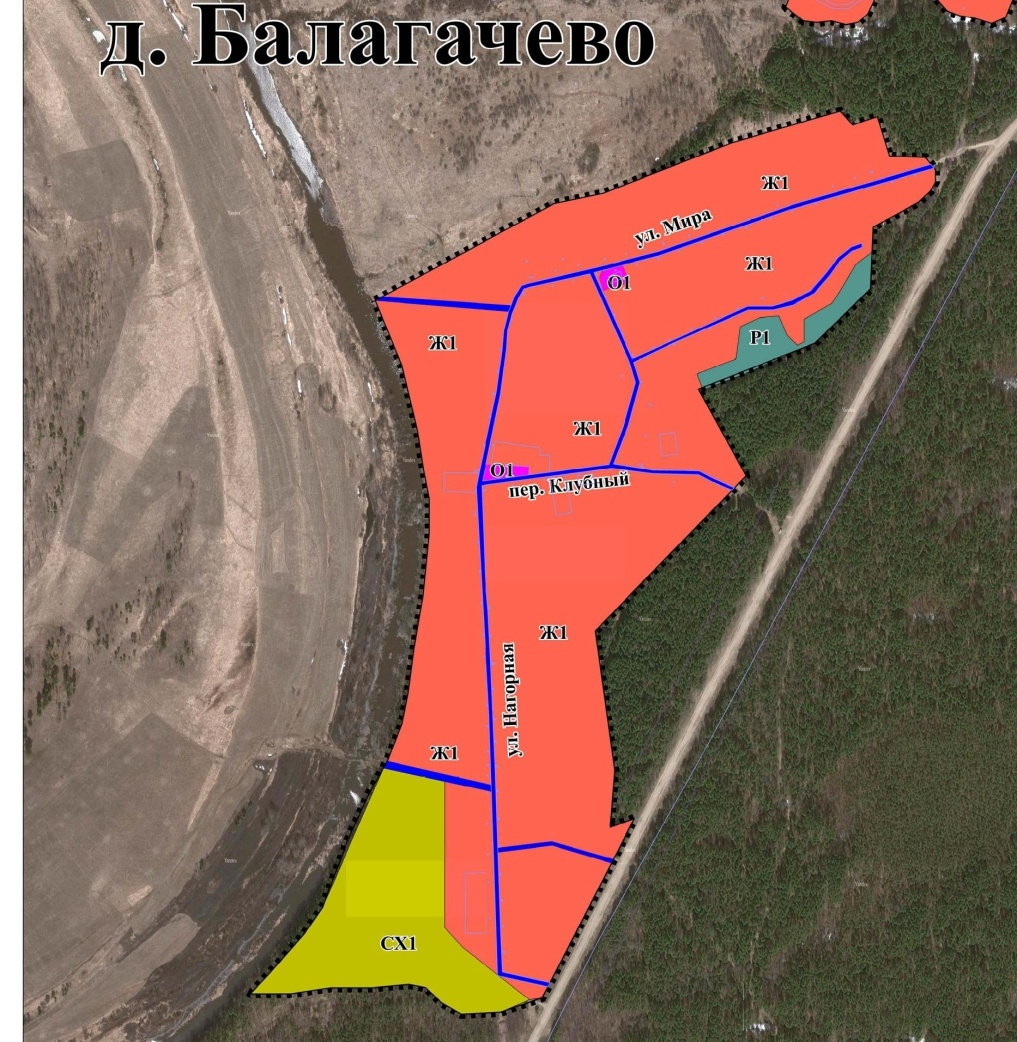 д. Балагачево
Ж1
ул. Мира
Ж1
О1
Р1
Ж1
Ж1
О1
пер. Клубный
Ж1
ул. Нагорная
Ж1
СХ1